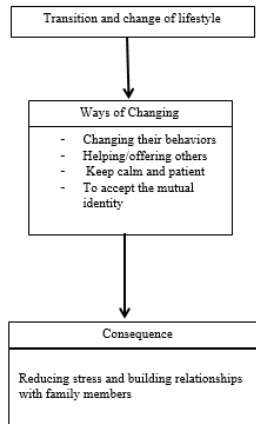 Transition and change of lifestyle
Ways of Changing
- Changing their behaviors
- Helping/offering others
- Keep calm and patient
- To accept the mutual
identity
Consequence
Reducing stress and building relationships
with family members